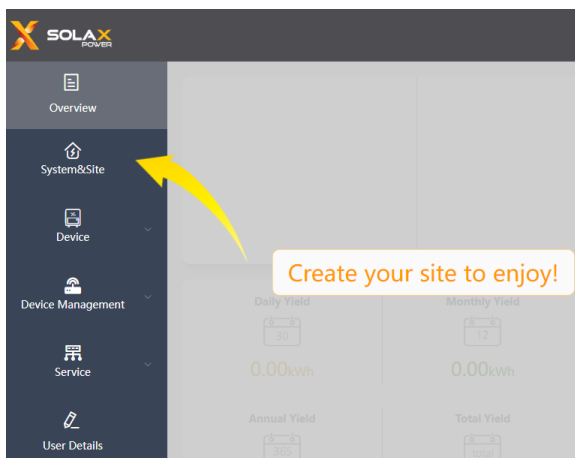 SOLAX
POWER
Overview
System&Site
Device
Device Management
Service
User Details
Create your site to enjoy!
Daily Yield
Monthly Yield
30
12
0.00kWh
0.00kWh
Annual Yield
Total Yield
365
total